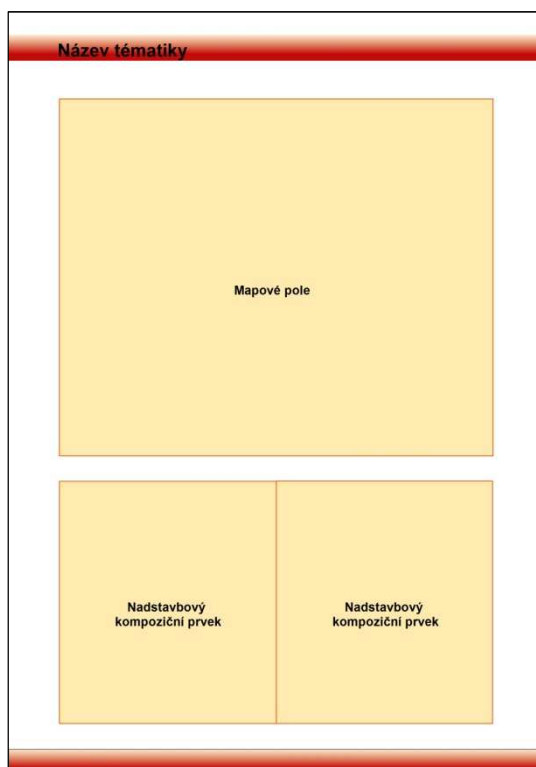 Název tématiky
Mapové pole
Nadstavbový
kompoziční prvek
Nadstavbový
kompoziční prvek